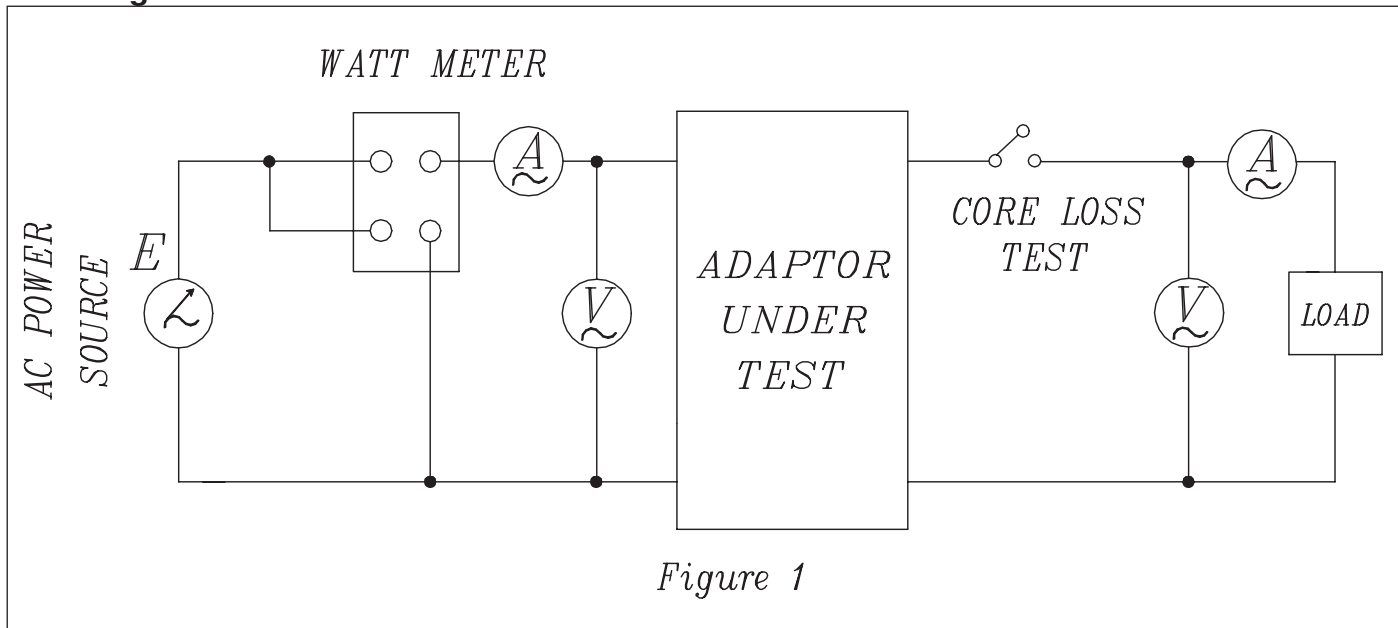 WATT METER
A
A
CORE LOSS
TEST
AC POWER
SOURCE
E
V
ADAPTOR
UNDER
TEST
V
LOAD
Figure 1